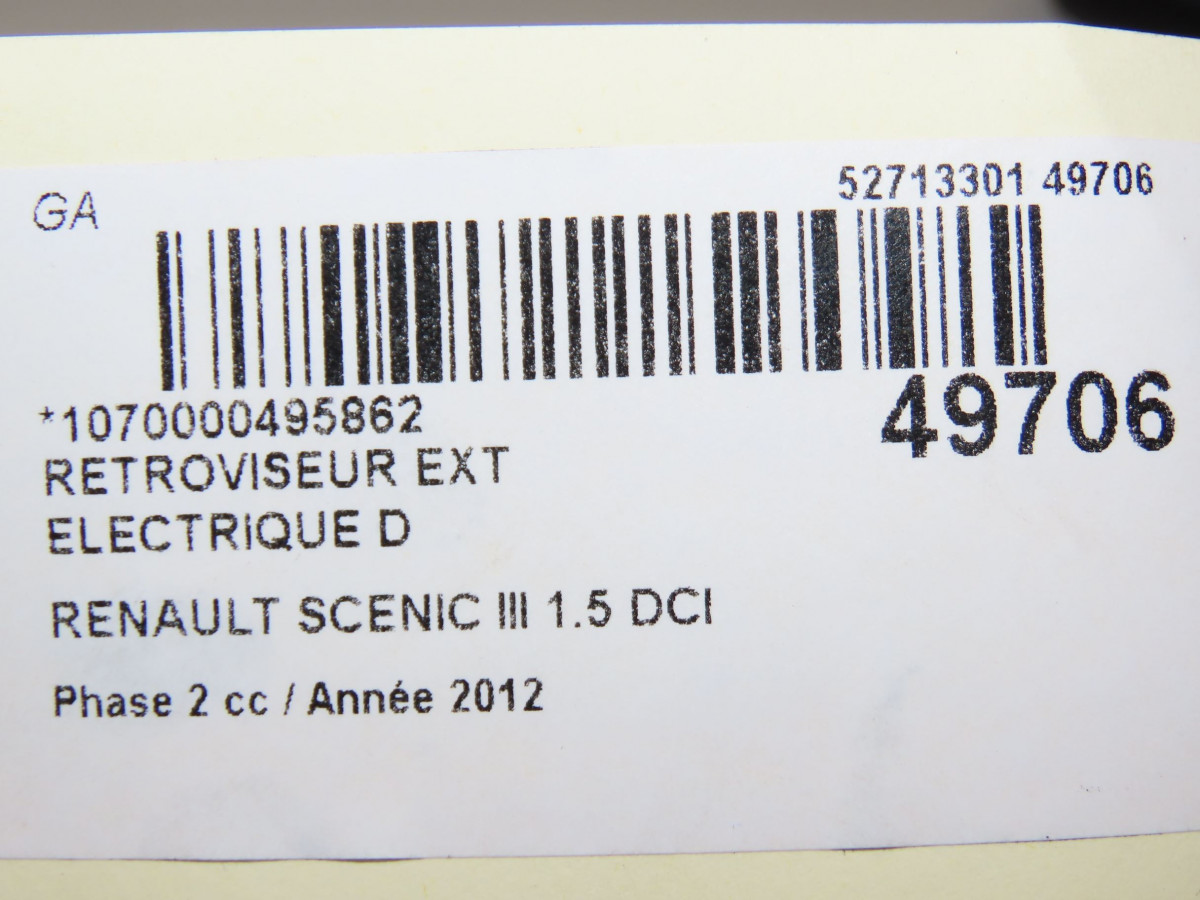 GA
52713301 49706
49706
*1070000495862
RETROVISEUR EXT
ELECTRIQUE D
RENAULT SCENIC III 1.5 DCI
Phase 2 cc / Année 2012